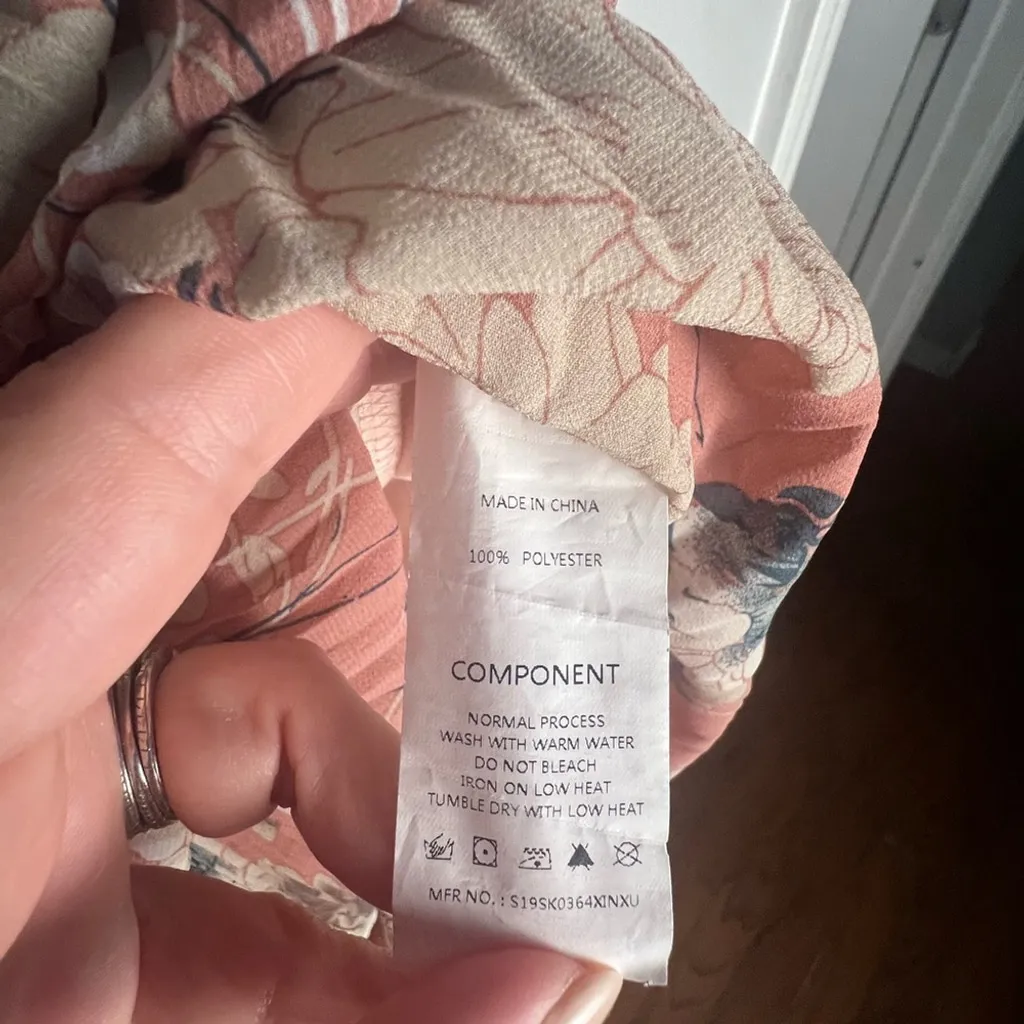 MADE IN CHINA
100% POLYESTER
COMPONENT
NORMAL PROCESS
WASH WITH WARM WATER
DO NOT BLEACH
IRON ON LOW HEAT
TUMBLE DRY WITH LOW HEAT
MFR NO. : S19SK0364XINXU